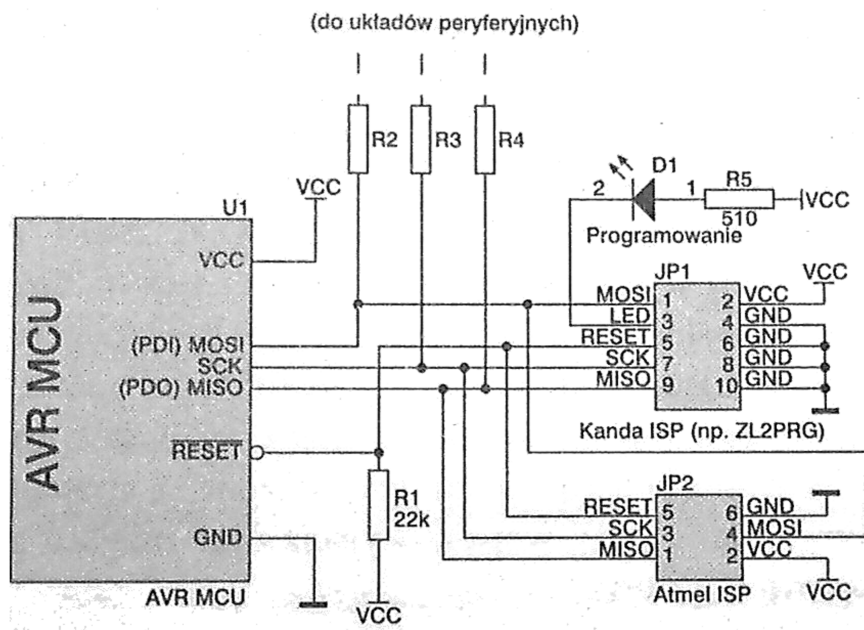 (do układów peryferyjnych)
R2
R3
R4
VCC
U1
D1
2
1
R5
510
VCC
Programowanie
AVR MCU
VCC
(PDI) MOSI
SCK
(PDO) MISO
RESET
GND
AVR MCU
R1
22k
VCC
JP1
VCC
MOSI 1 2 VCC
LED 3 4 GND
RESET 5 6 GND
SCK 7 8 GND
MISO 9 10 GND
Kanda ISP (np. ZL2PRG)
JP2
RESET 5 6 GND
SCK 3 4 MOSI
MISO 1 2 VCC
Atmel ISP
VCC